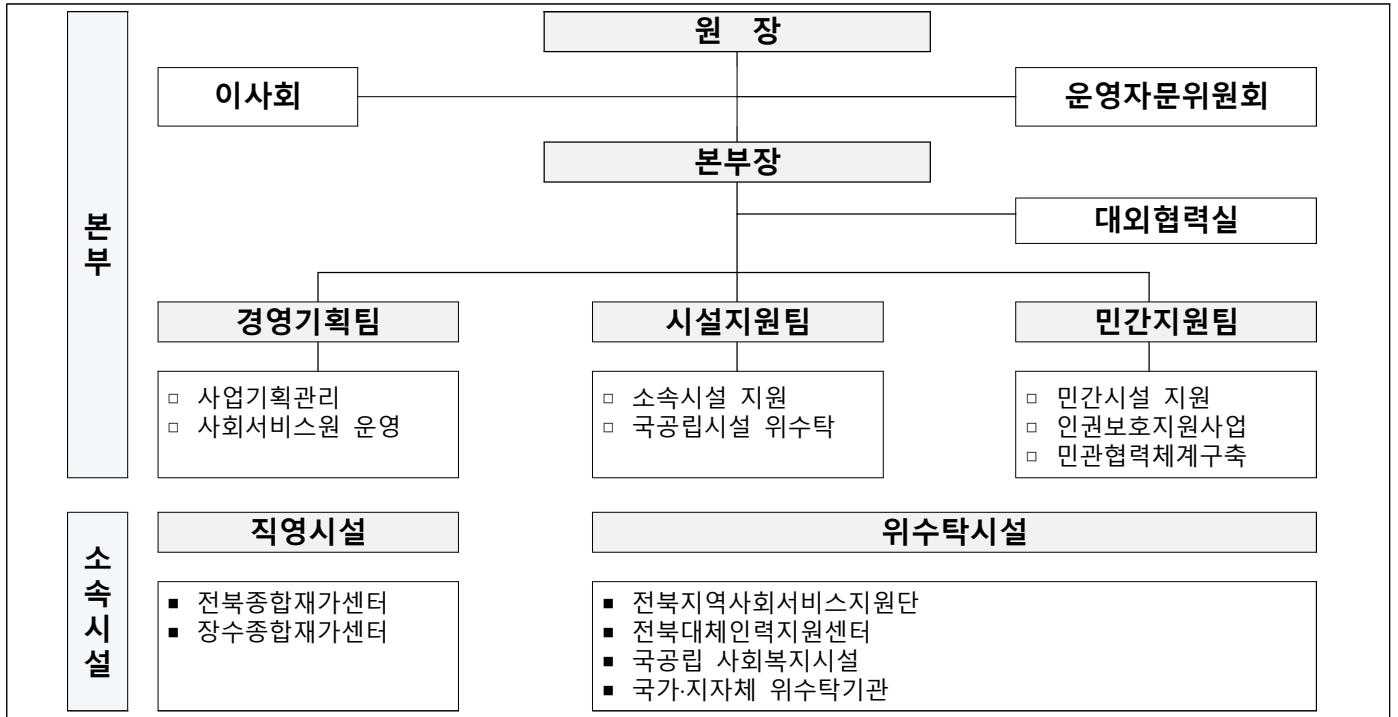 원 장
이사회
운영자문위원회
본부장
대외협력실
본부
경영기획팀
시설지원팀
민간지원팀
□ 사업기획관리
□ 사회서비스원 운영
□ 소속시설 지원
□ 국공립시설 위수탁
□ 민간시설 지원
□ 인권보호지원사업
□ 민관협력체계구축
소속시설
직영시설
위수탁시설
■ 전북종합재가센터
■ 장수종합재가센터
■ 전북지역사회서비스지원단
■ 전북대체인력지원센터
■ 국공립 사회복지시설
■ 국가·지자체 위수탁기관